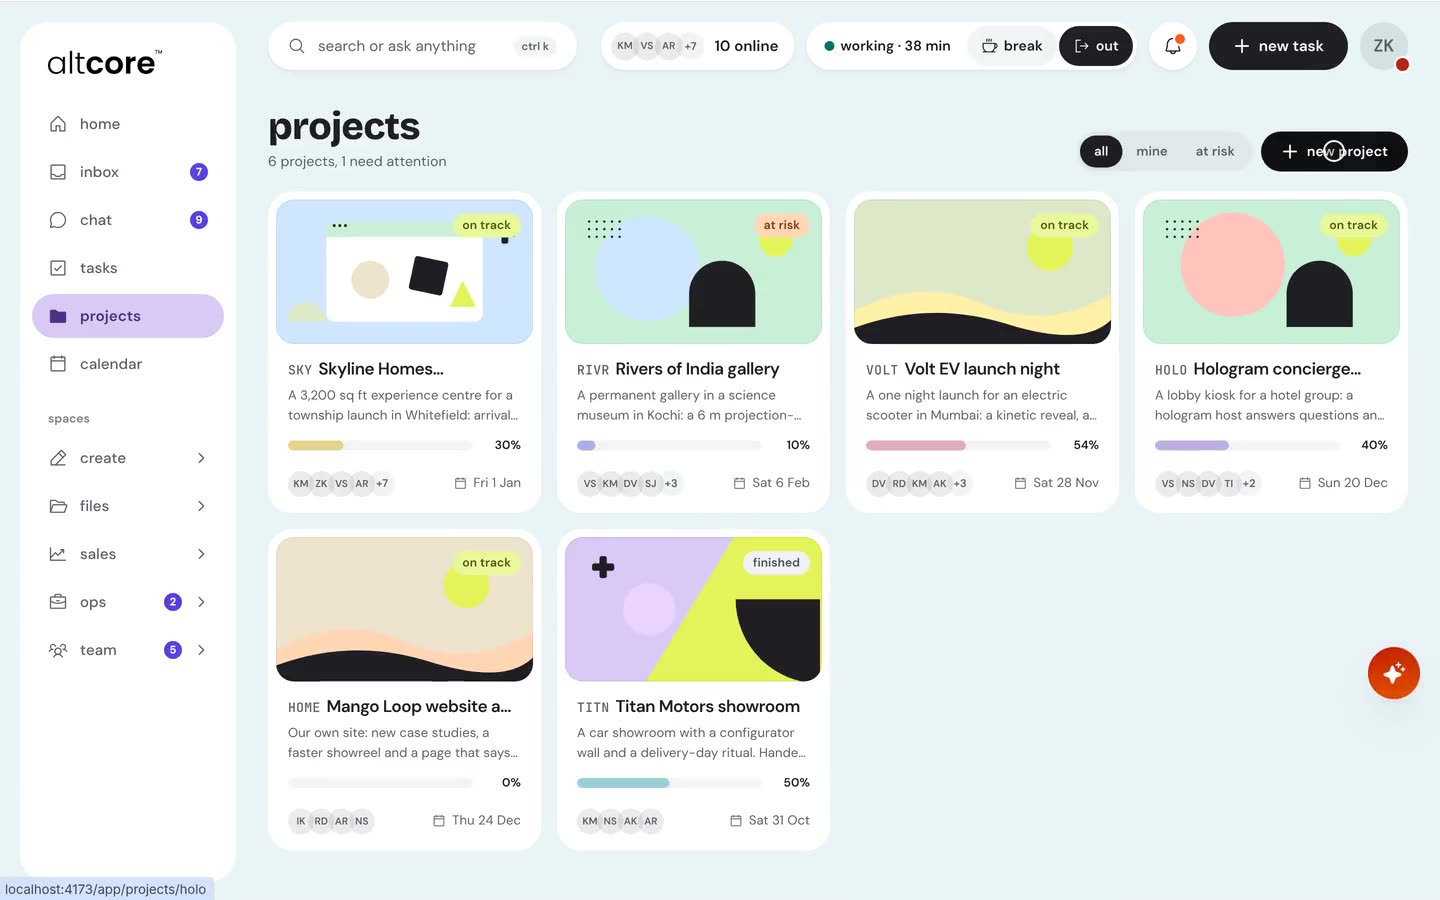 altcore™
home
inbox 7
chat 9
tasks
projects
calendar
spaces
create
files
sales
ops 2
team 5
search or ask anything ctrl k
KM VS AR +7 10 online
working · 38 min break out
new task
ZK
projects
6 projects, 1 need attention
all mine at risk
new project
on track
SKY Skyline Homes...
A 3,200 sq ft experience centre for a
township launch in Whitefield: arrival...
30%
KM ZK VS AR +7 Fri 1 Jan
at risk
RIVR Rivers of India gallery
A permanent gallery in a science
museum in Kochi: a 6 m projection-...
10%
VS KM DV SJ +3 Sat 6 Feb
on track
VOLT Volt EV launch night
A one night launch for an electric
scooter in Mumbai: a kinetic reveal, a...
54%
DV RD KM AK +3 Sat 28 Nov
on track
HOLO Hologram concierge...
A lobby kiosk for a hotel group: a
hologram host answers questions an...
40%
VS NS DV TI +2 Sun 20 Dec
on track
HOME Mango Loop website a...
Our own site: new case studies, a
faster showreel and a page that says...
0%
IK RD AR NS Thu 24 Dec
finished
TITN Titan Motors showroom
A car showroom with a configurator
wall and a delivery-day ritual. Hande...
50%
KM NS AK AR Sat 31 Oct
localhost:4173/app/projects/holo